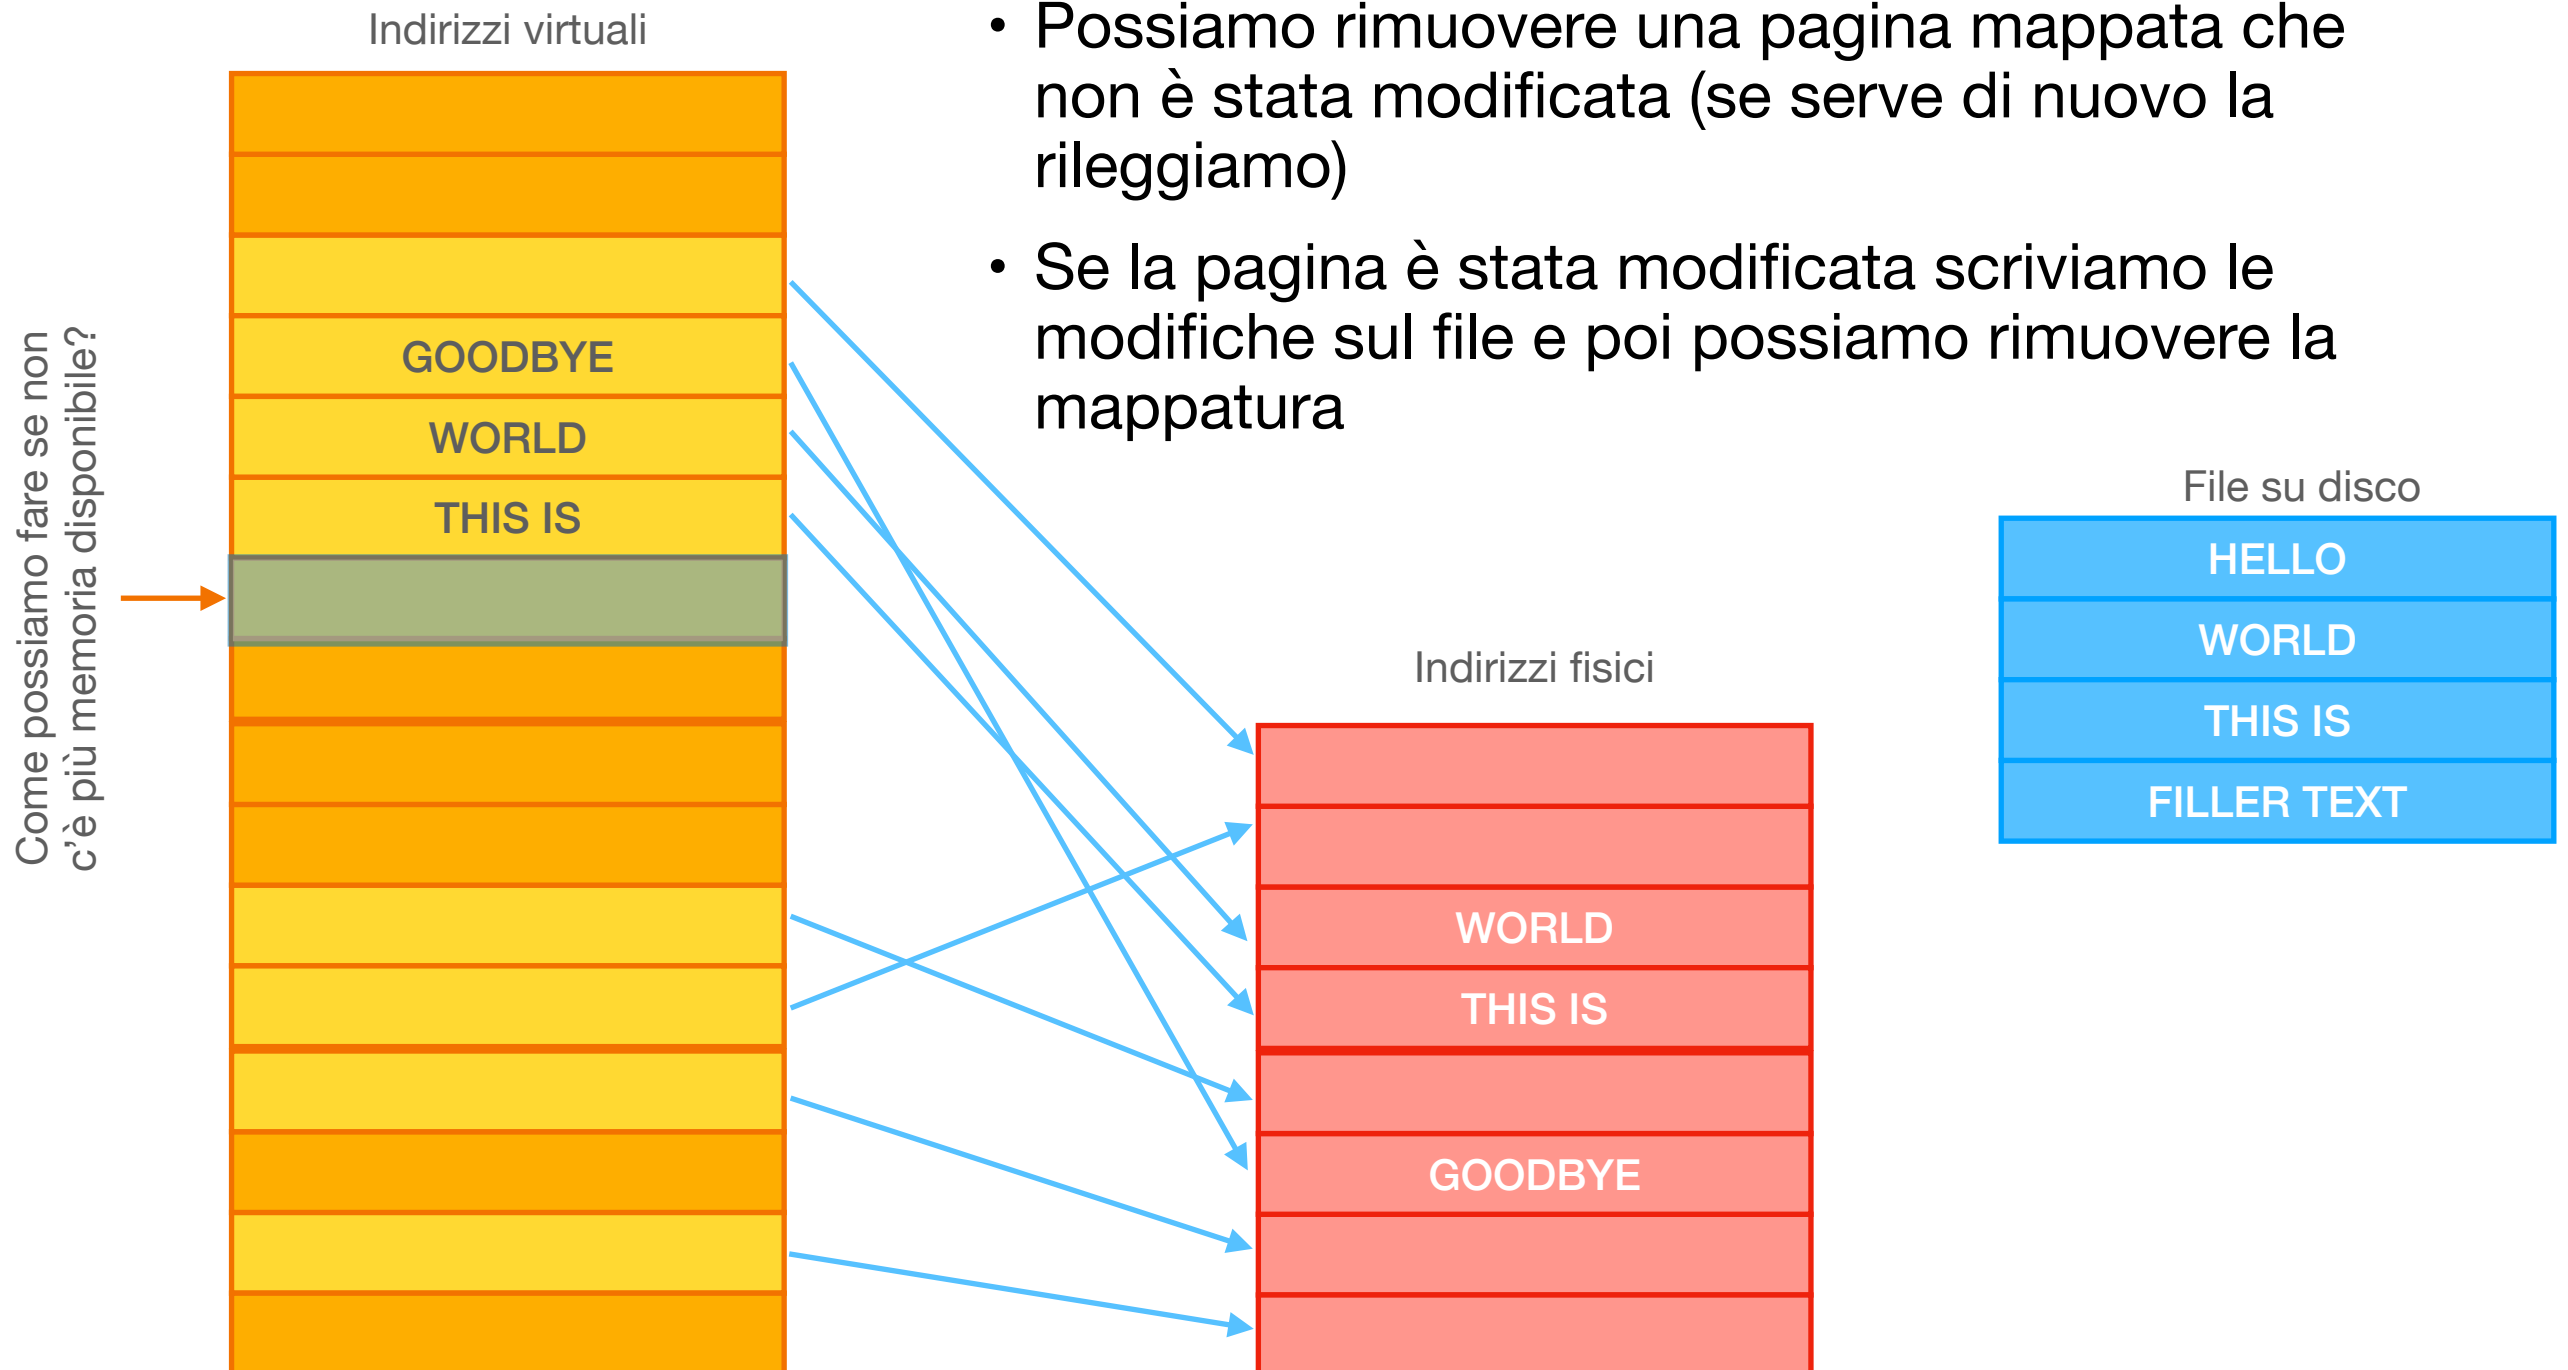 Indirizzi virtuali
• Possiamo rimuovere una pagina mappata che
non è stata modificata (se serve di nuovo la
rileggiamo)
• Se la pagina è stata modificata scriviamo le
modifiche sul file e poi possiamo rimuovere la
mappatura
Come possiamo fare se non
c'è più memoria disponibile?
GOODBYE
WORLD
THIS IS
File su disco
HELLO
WORLD
THIS IS
FILLER TEXT
Indirizzi fisici
WORLD
THIS IS
GOODBYE